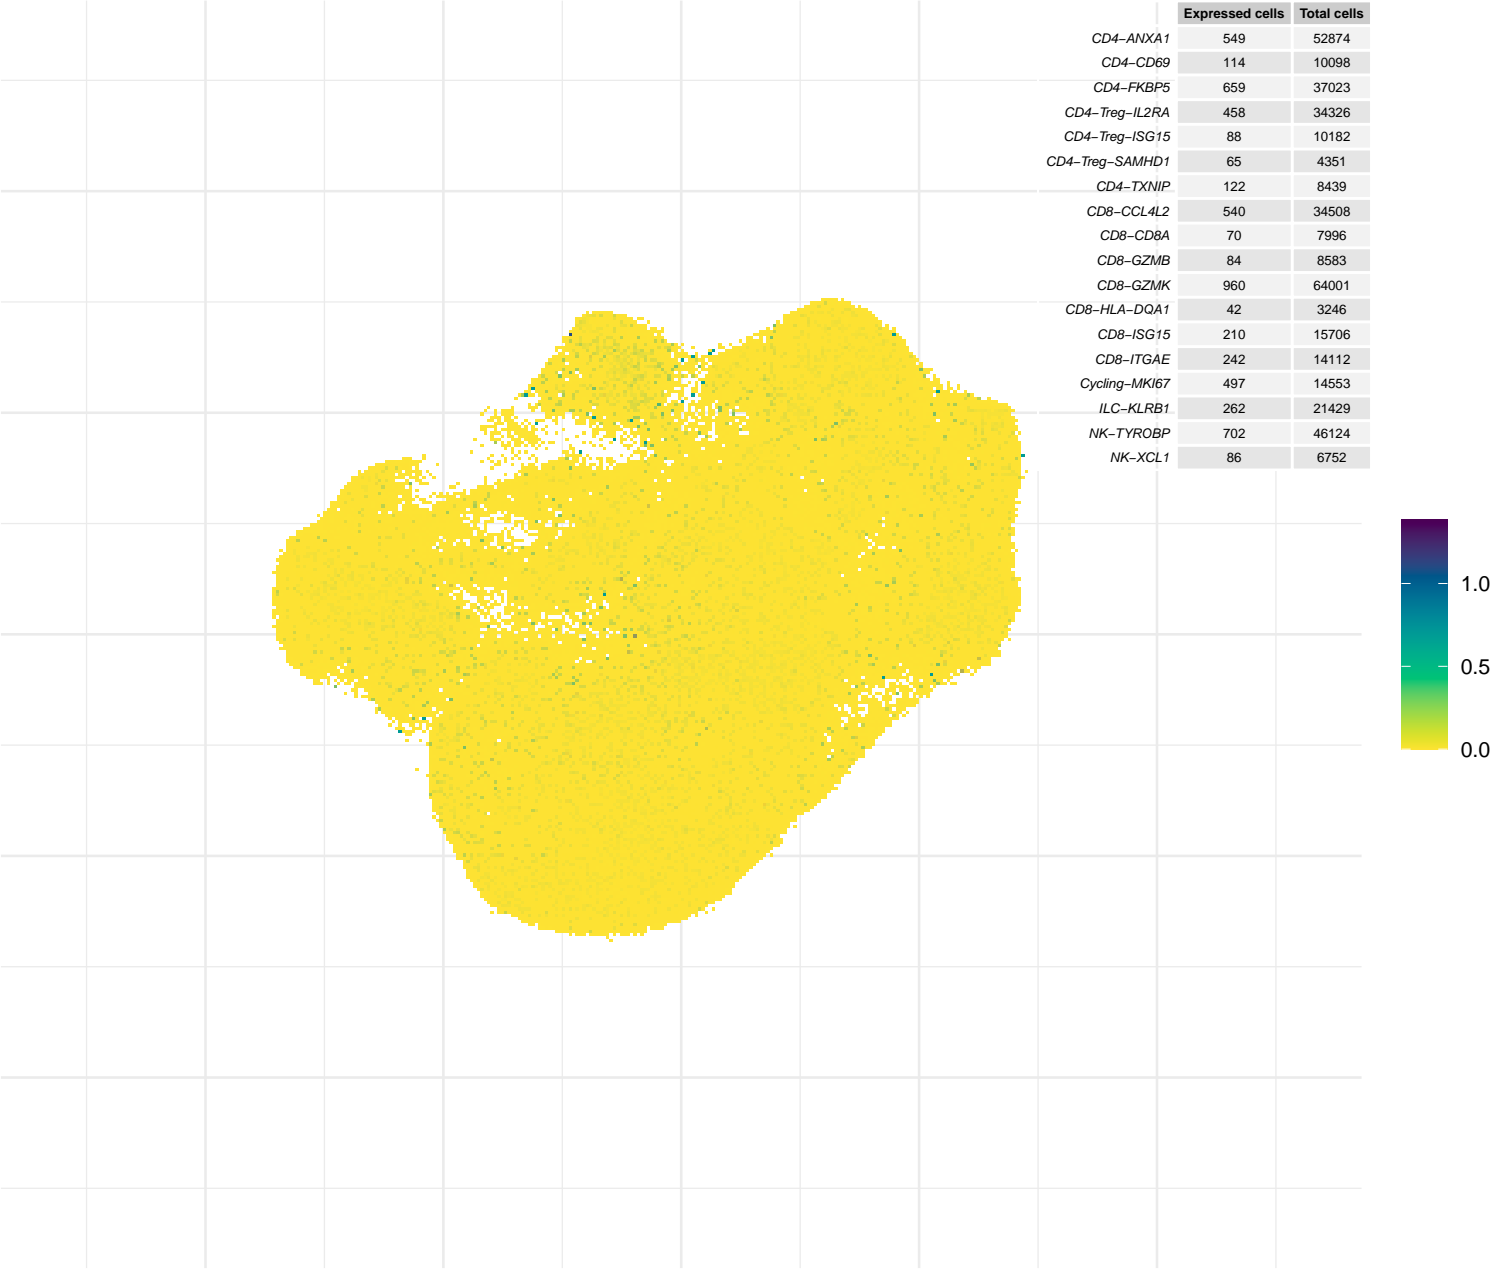 Expressed cells Total cells
CD4−ANXA1 549 52874
CD4−CD69 114 10098
CD4−FKBP5 659 37023
CD4−Treg−IL2RA 458 34326
CD4−Treg−ISG15 88 10182
CD4−Treg−SAMHD1 65 4351
CD4−TXNIP 122 8439
CD8−CCL4L2 540 34508
CD8−CD8A 70 7996
CD8−GZMB 84 8583
CD8−GZMK 960 64001
CD8−HLA−DQA1 42 3246
CD8−ISG15 210 15706
CD8−ITGAE 242 14112
Cycling−MKI67 497 14553
ILC−KLRB1 262 21429
NK−TYROBP 702 46124
NK−XCL1 86 6752
1.0
0.5
0.0